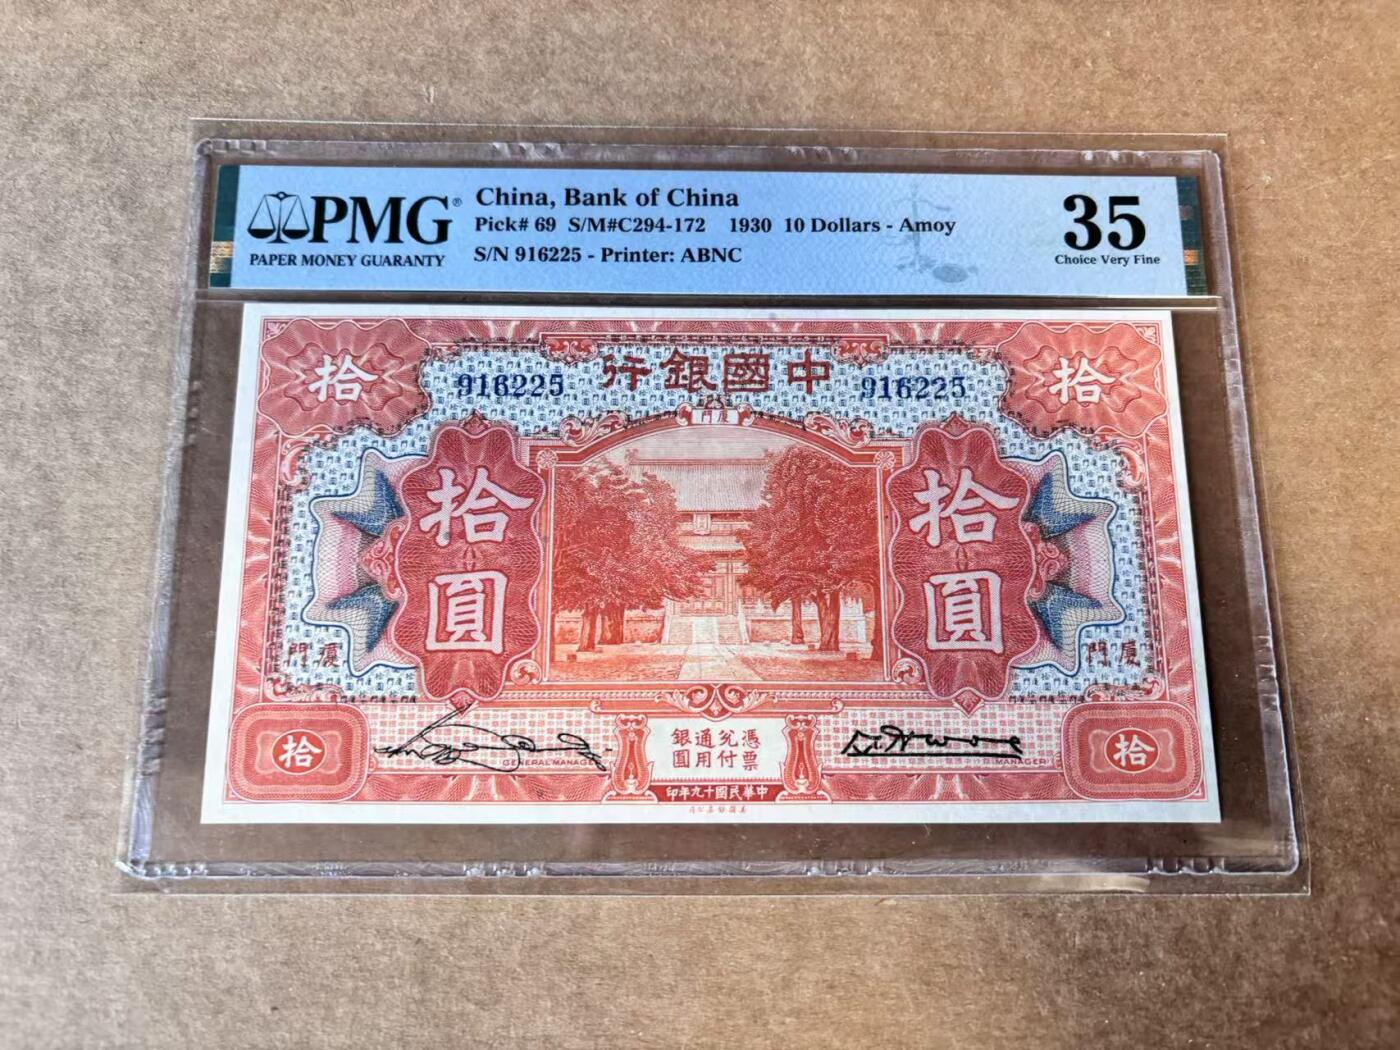 PMG®
PAPER MONEY GUARANTY
China, Bank of China
Pick# 69 S/M#C294-172 1930 10 Dollars - Amoy
S/N 916225 - Printer: ABNC
35
Choice Very Fine
行銀國中
拾
拾
916225
916225
門厦
拾圓
拾圓
門厦
門厦
憑票
兌付
通用
銀圓
GENERAL MANAGER
MANAGER
拾
拾
印年九十國民華中